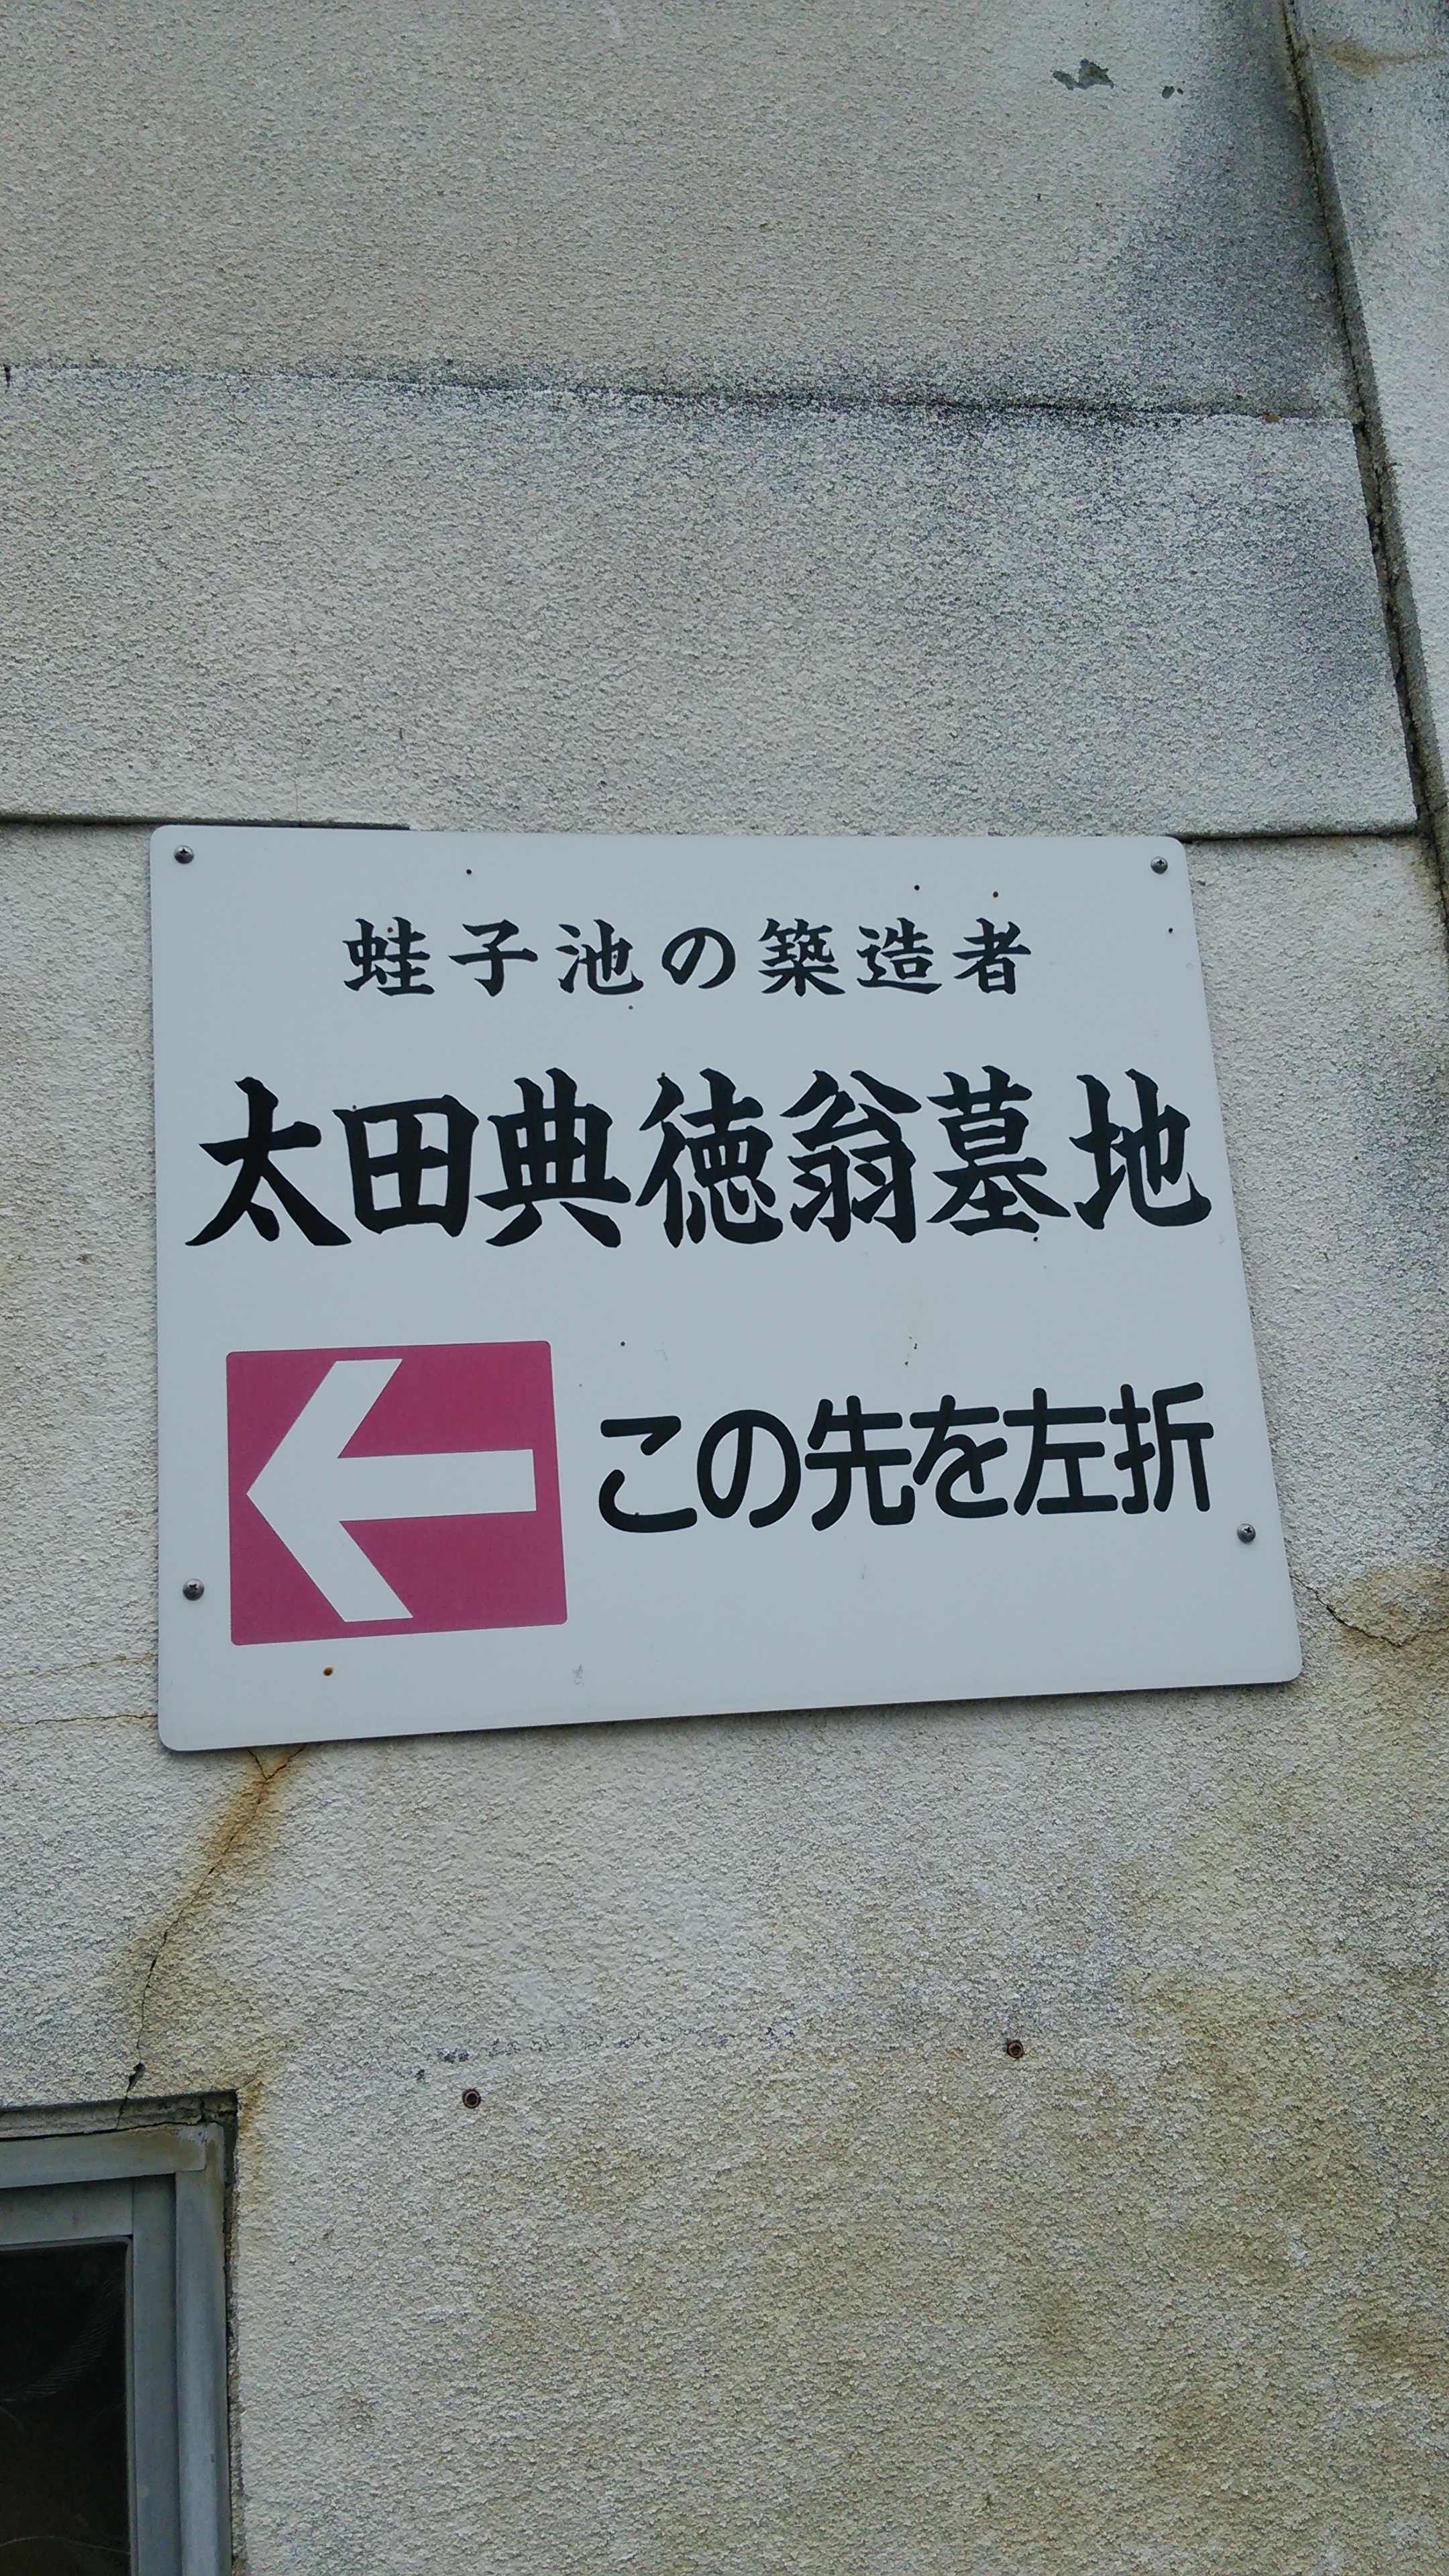 蛙子池の築造者
太田典徳翁墓地
この先を左折